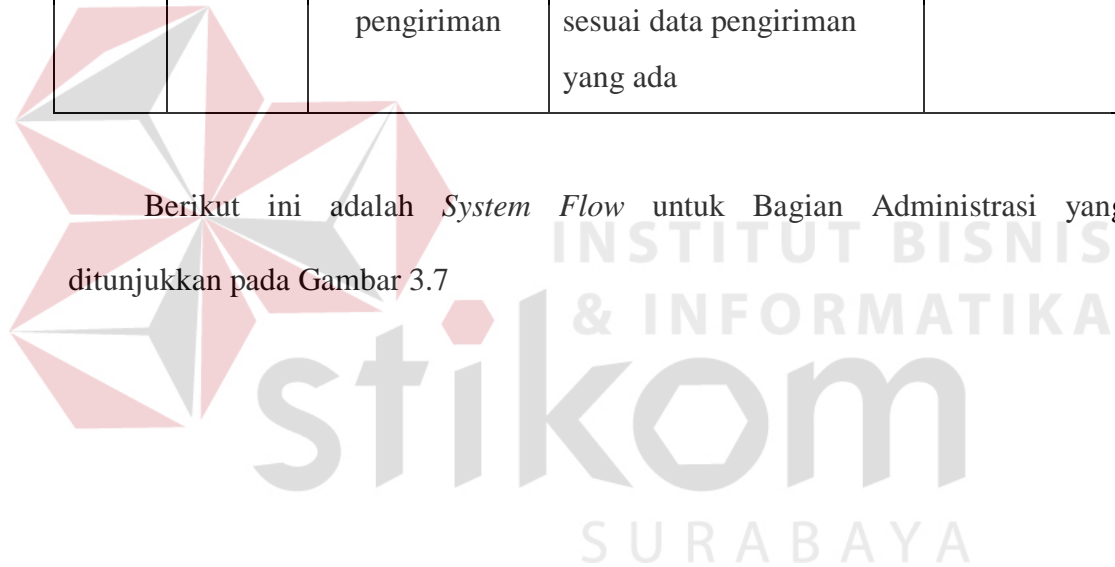 pengiriman sesuai data pengiriman
yang ada
Berikut ini adalah System Flow untuk Bagian Administrasi yang
ditunjukkan pada Gambar 3.7
INSTITUT BISNIS
& INFORMATIKA
stikom
SURABAYA